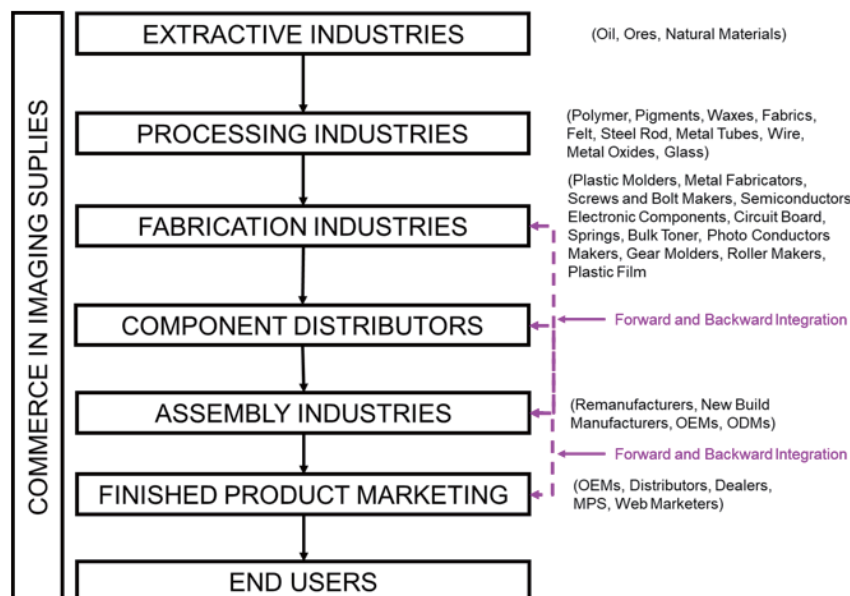 COMMERCE IN IMAGING SUPLIES
EXTRACTIVE INDUSTRIES
(Oil, Ores, Natural Materials)
PROCESSING INDUSTRIES
(Polymer, Pigments, Waxes, Fabrics,
Felt, Steel Rod, Metal Tubes, Wire,
Metal Oxides, Glass)
FABRICATION INDUSTRIES
(Plastic Molders, Metal Fabricators,
Screws and Bolt Makers, Semiconductors
Electronic Components, Circuit Board,
Springs, Bulk Toner, Photo Conductors
Makers, Gear Molders, Roller Makers,
Plastic Film
COMPONENT DISTRIBUTORS
Forward and Backward Integration
ASSEMBLY INDUSTRIES
(Remanufacturers, New Build
Manufacturers, OEMs, ODMs)
Forward and Backward Integration
FINISHED PRODUCT MARKETING
(OEMs, Distributors, Dealers,
MPS, Web Marketers)
END USERS